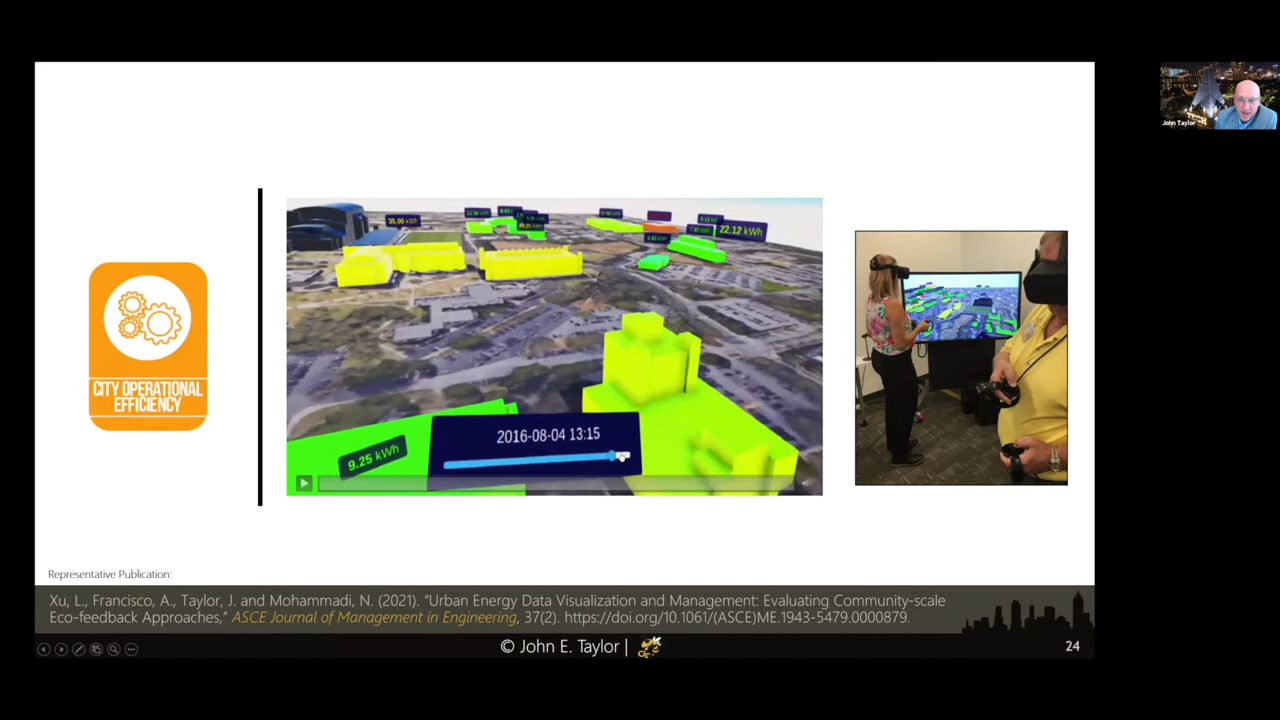 John Taylor
35.00 kWh
22.12 kWh
2016-08-04 13:15
9.25 kWh
CITY OPERATIONAL
EFFICIENCY
Representative Publication:
Xu, L., Francisco, A., Taylor, J. and Mohammadi, N. (2021). “Urban Energy Data Visualization and Management: Evaluating Community-scale
Eco-feedback Approaches,” ASCE Journal of Management in Engineering, 37(2). https://doi.org/10.1061/(ASCE)ME.1943-5479.0000879.
© John E. Taylor |
24